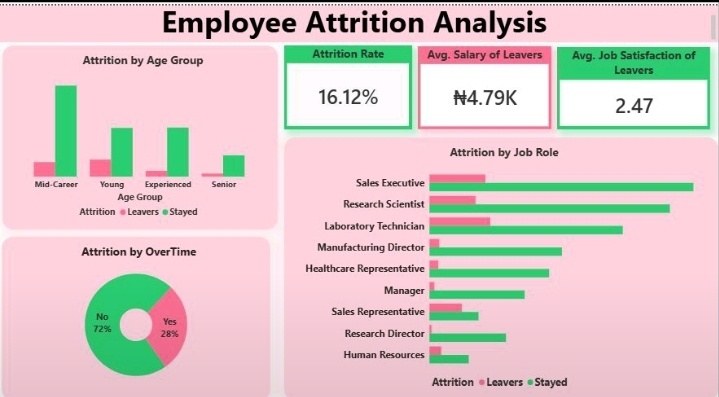 Employee Attrition Analysis
Attrition by Age Group
Mid-Career Young Experienced Senior
Age Group
Attrition Leavers Stayed
Attrition Rate
16.12%
Avg. Salary of Leavers
₦4.79K
Avg. Job Satisfaction of
Leavers
2.47
Attrition by OverTime
No
72%
Yes
28%
Attrition by Job Role
Sales Executive
Research Scientist
Laboratory Technician
Manufacturing Director
Healthcare Representative
Manager
Sales Representative
Research Director
Human Resources
Attrition Leavers Stayed